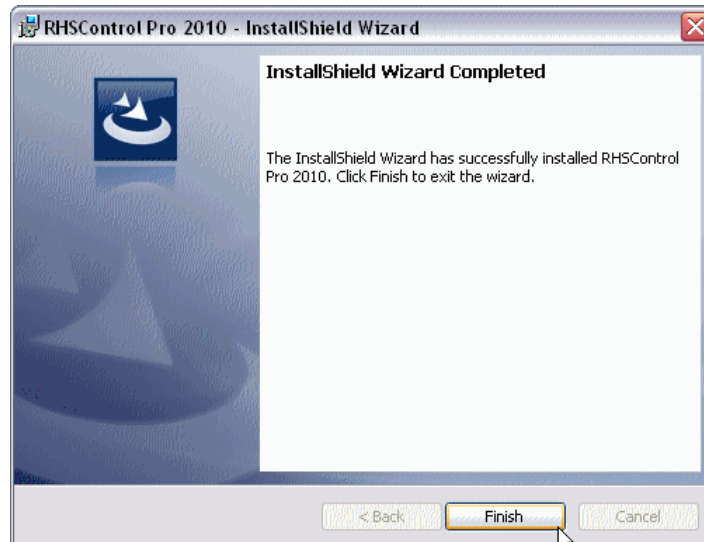 RHSControl Pro 2010 - InstallShield Wizard
InstallShield Wizard Completed
The InstallShield Wizard has successfully installed RHSControl
Pro 2010. Click Finish to exit the wizard.
< Back
Finish
Cancel